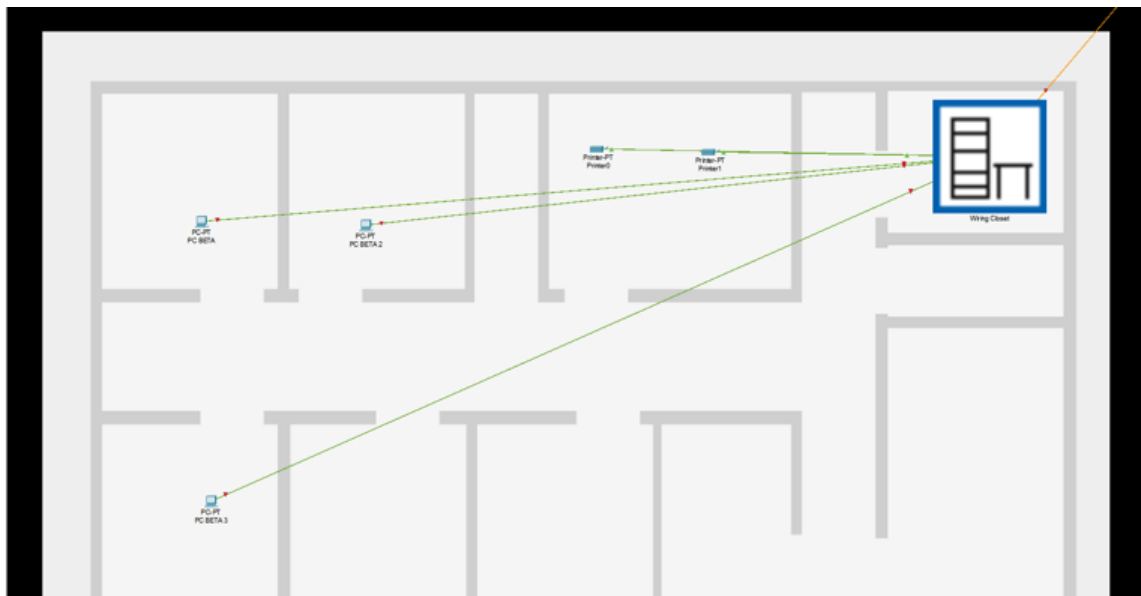 Printer-PT
Printer0
Printer-PT
Printer1
Wiring Closet
PC-PT
PC BETA
PC-PT
PC BETA 2
PC-PT
PC BETA 3